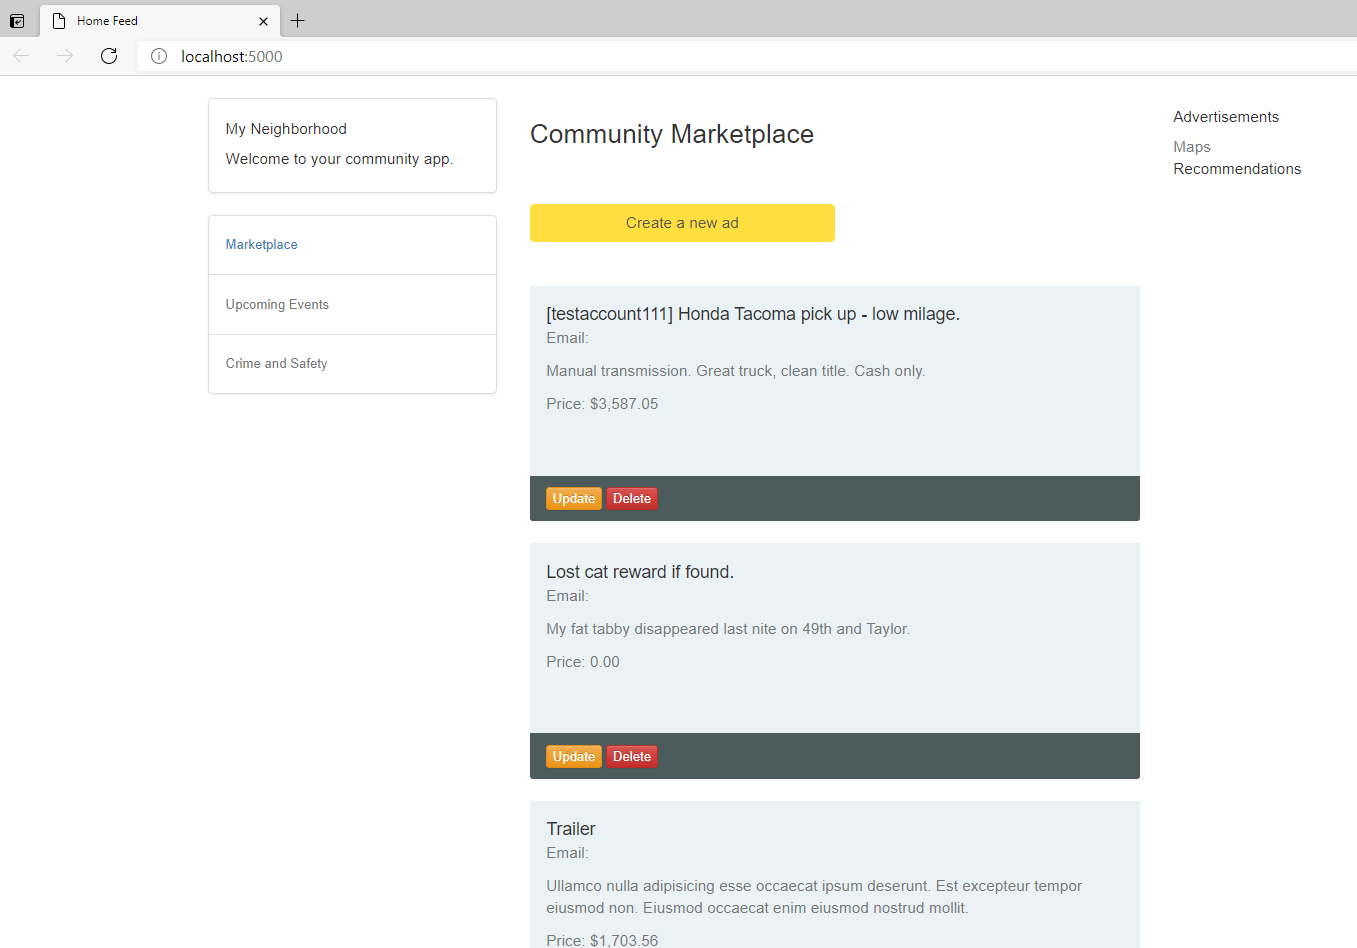 Home Feed
localhost:5000
My Neighborhood
Welcome to your community app.
Marketplace
Upcoming Events
Crime and Safety
Community Marketplace
Create a new ad
[testaccount111] Honda Tacoma pick up - low milage.
Email:
Manual transmission. Great truck, clean title. Cash only.
Price: $3,587.05
Update Delete
Lost cat reward if found.
Email:
My fat tabby disappeared last nite on 49th and Taylor.
Price: 0.00
Update Delete
Trailer
Email:
Ullamco nulla adipisicing esse occaecat ipsum deserunt. Est excepteur tempor
eiusmod non. Eiusmod occaecat enim eiusmod nostrud mollit.
Price: $1,703.56
Advertisements
Maps
Recommendations